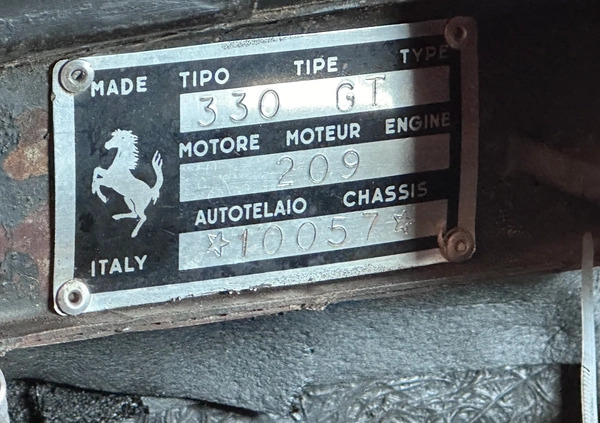 MADE TIPO TIPE TYPE
330 GT
MOTORE MOTEUR ENGINE
209
AUTOTELAIO CHASSIS
☆10057☆
ITALY